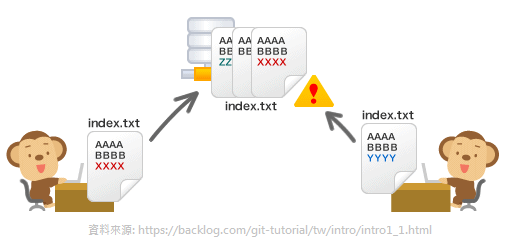 AAAA
BBBB
ZZ
AAAA
BBBB
XXXX
index.txt
index.txt
AAAA
BBBB
XXXX
index.txt
AAAA
BBBB
YYYY
資料來源: https://backlog.com/git-tutorial/tw/intro/intro1_1.html